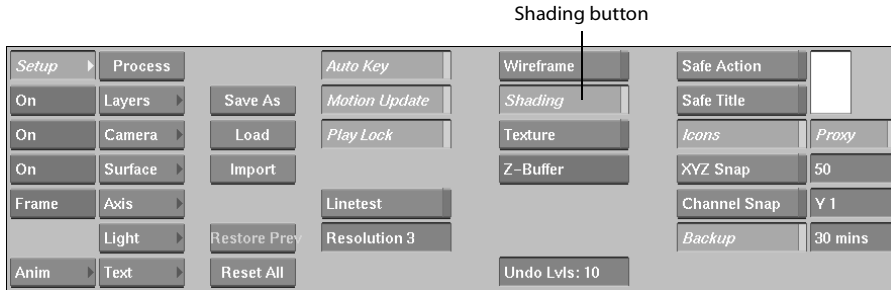 Shading button
Setup Process Auto Key Wireframe Safe Action
On Layers Save As Motion Update Shading Safe Title
On Camera Load Play Lock Texture Icons Proxy
On Surface Import Z-Buffer XYZ Snap 50
Frame Axis Linetest Channel Snap Y 1
Light Restore Prev Resolution 3 Backup 30 mins
Anim Text Reset All Undo Lvls: 10